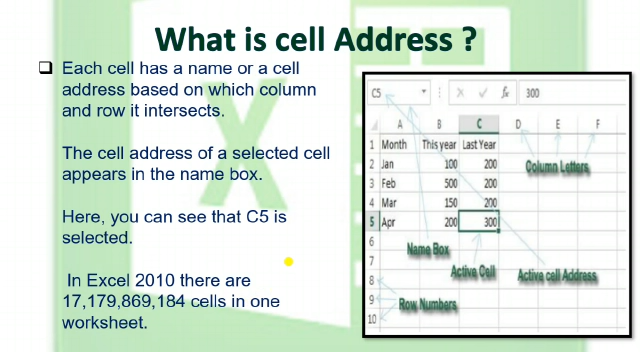 What is cell Address ?
Each cell has a name or a cell
address based on which column
and row it intersects.
The cell address of a selected cell
appears in the name box.
Here, you can see that C5 is
selected.
In Excel 2010 there are
17,179,869,184 cells in one
worksheet.
C5 fx 300
A B C D E F
1 Month This year Last Year
2 Jan 100 200
3 Feb 500 200
4 Mar 150 200
5 Apr 200 300
6
7
8
9
10
Column Letters
Name Box
Active Cell
Active cell Address
Row Numbers